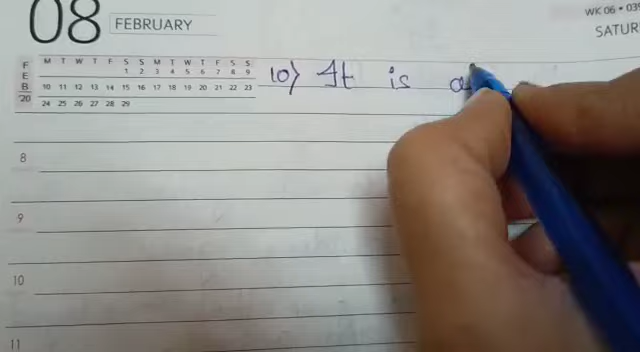 08 FEBRUARY
WK 06 • 039
SATUR
FEB '20
M T W T F S S M T W T F S S
1 2 3 4 5 6 7 8 9
10 11 12 13 14 15 16 17 18 19 20 21 22 23
24 25 26 27 28 29
10) It is a
8
9
10
11